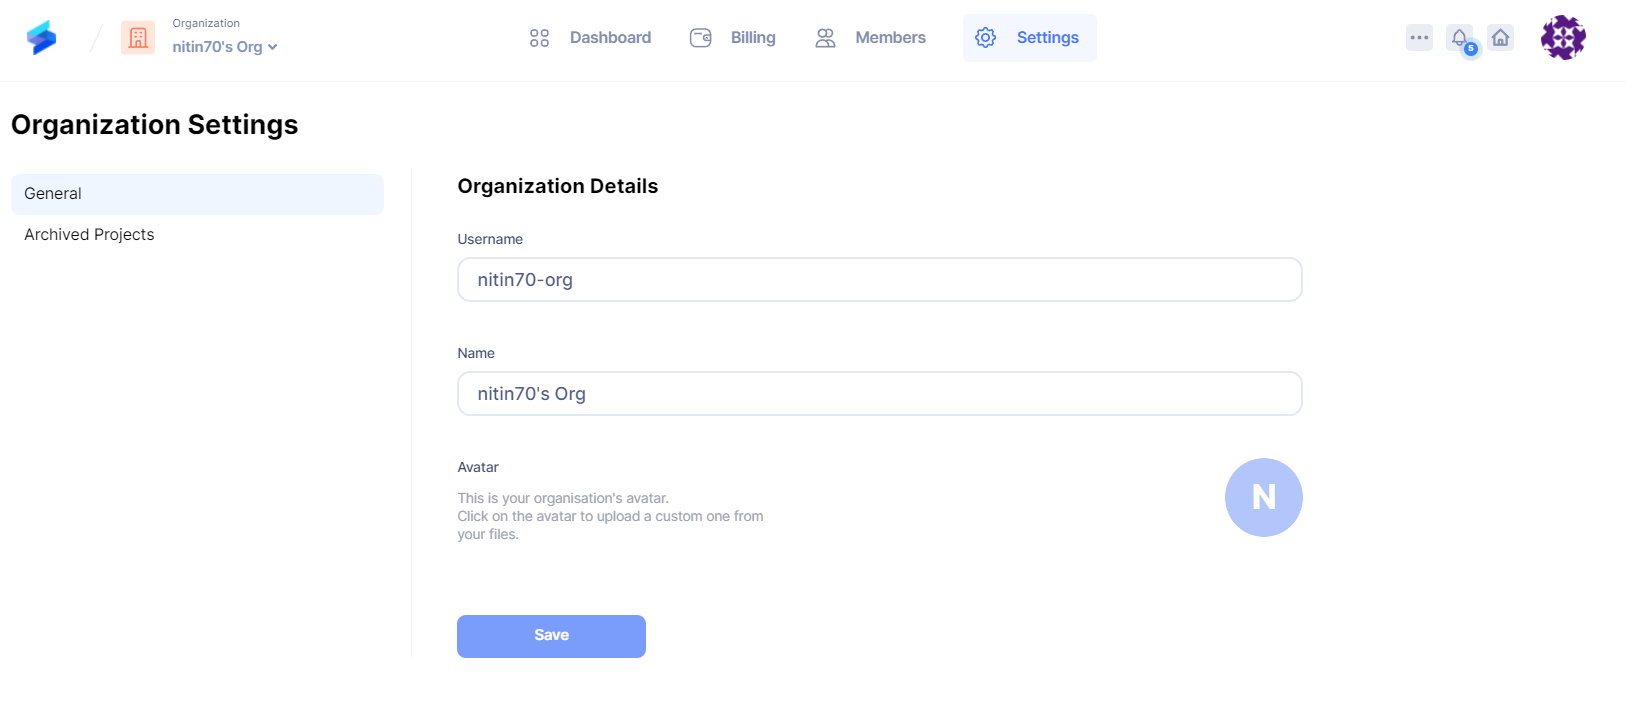 Organization
nitin70's Org
Dashboard
Billing
Members
Settings
5
Organization Settings
General
Archived Projects
Organization Details
Username
nitin70-org
Name
nitin70's Org
Avatar
This is your organisation's avatar.
Click on the avatar to upload a custom one from
your files.
N
Save